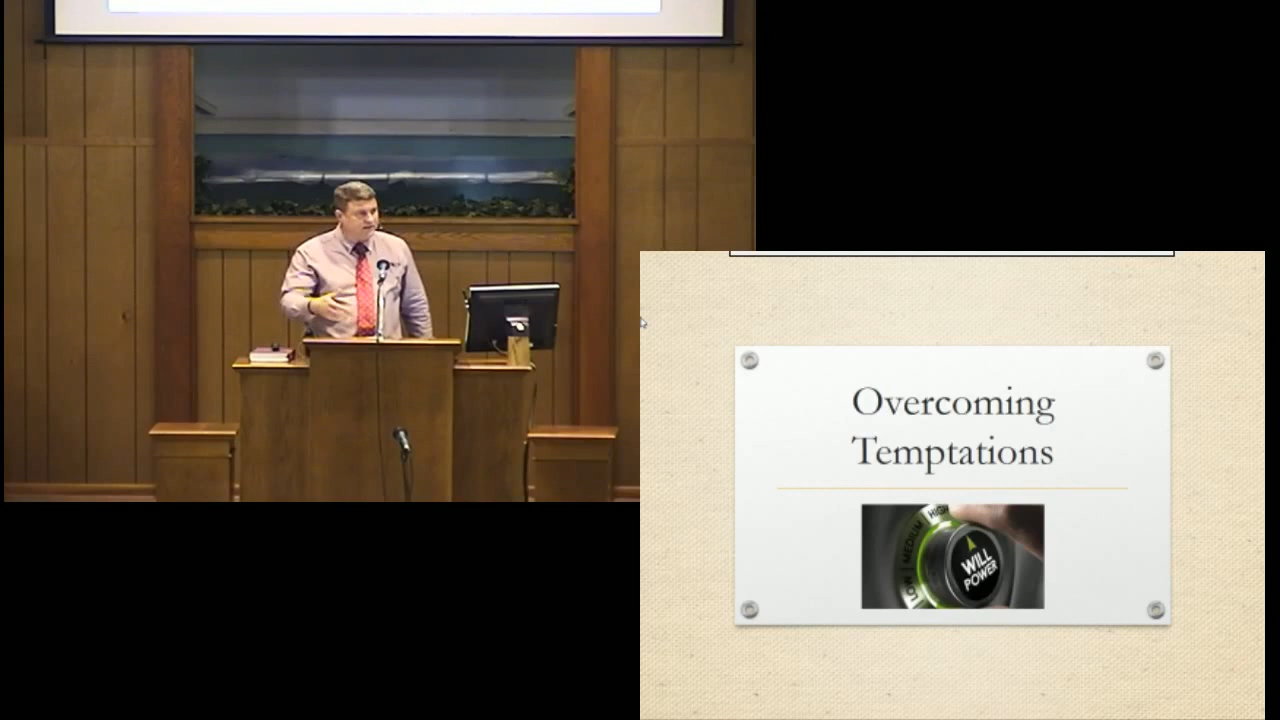 Overcoming
Temptations
LOW MEDIUM HIGH
WILL
POWER